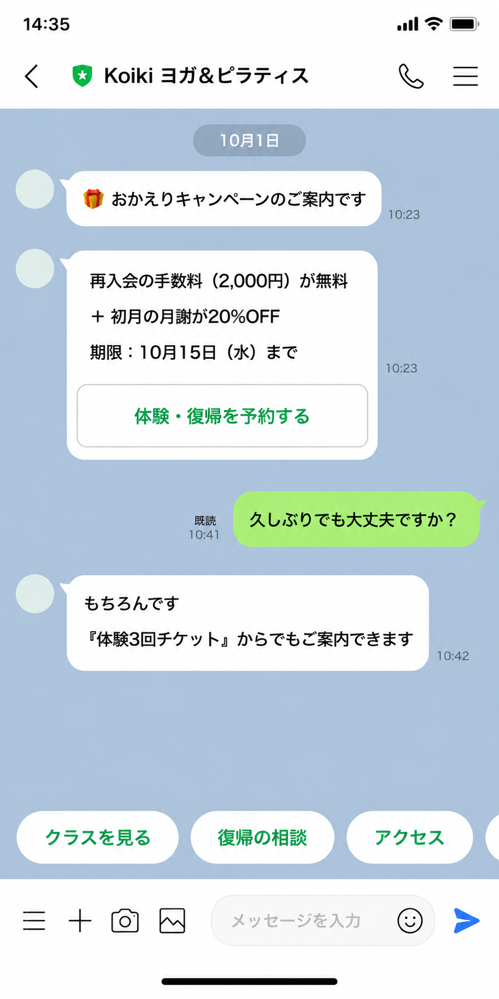 14:35
Koiki ヨガ＆ピラティス
10月1日
🎁 おかえりキャンペーンのご案内です
10:23
再入会の手数料（2,000円）が無料
＋ 初月の月謝が20%OFF
期限：10月15日（水）まで
10:23
体験・復帰を予約する
久しぶりでも大丈夫ですか？
既読
10:41
もちろんです
『体験3回チケット』からでもご案内できます
10:42
クラスを見る
復帰の相談
アクセス
メッセージを入力